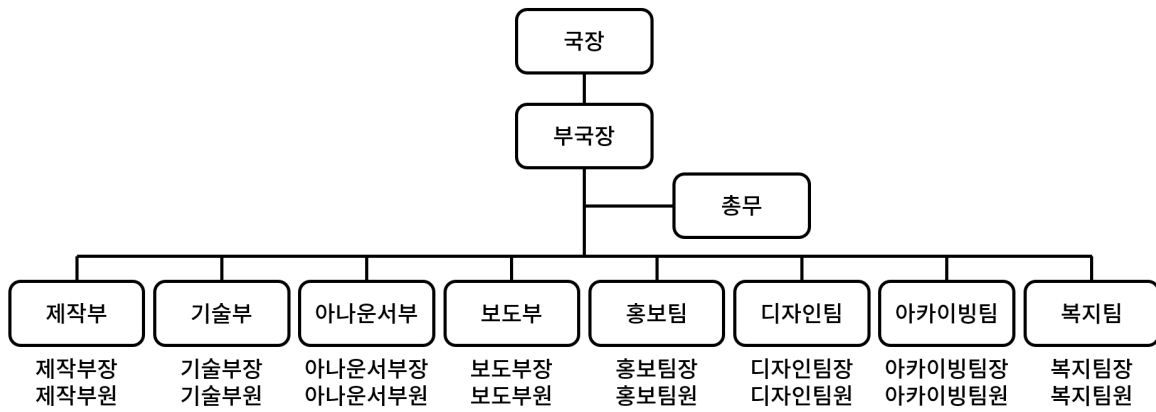 국장
부국장
총무
제작부
기술부
아나운서부
보도부
홍보팀
디자인팀
아카이빙팀
복지팀
제작부장
제작부원
기술부장
기술부원
아나운서부장
아나운서부원
보도부장
보도부원
홍보팀장
홍보팀원
디자인팀장
디자인팀원
아카이빙팀장
아카이빙팀원
복지팀장
복지팀원